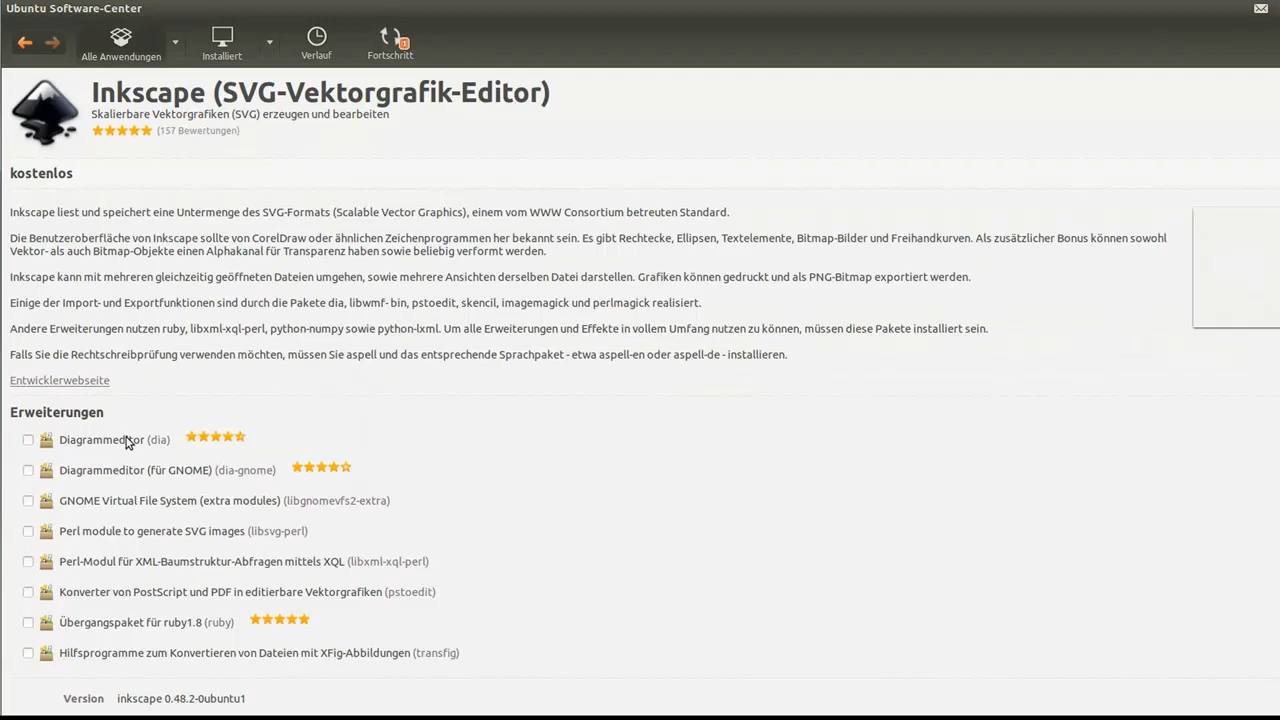 Ubuntu Software-Center
Alle Anwendungen
Installiert
Verlauf
1
Fortschritt
Inkscape (SVG-Vektorgrafik-Editor)
Skalierbare Vektorgrafiken (SVG) erzeugen und bearbeiten
(157 Bewertungen)
kostenlos
Inkscape liest und speichert eine Untermenge des SVG-Formats (Scalable Vector Graphics), einem vom WWW Consortium betreuten Standard.
Die Benutzeroberfläche von Inkscape sollte von CorelDraw oder ähnlichen Zeichenprogrammen her bekannt sein. Es gibt Rechtecke, Ellipsen, Textelemente, Bitmap-Bilder und Freihandkurven. Als zusätzlicher Bonus können sowohl
Vektor- als auch Bitmap-Objekte einen Alphakanal für Transparenz haben sowie beliebig verformt werden.
Inkscape kann mit mehreren gleichzeitig geöffneten Dateien umgehen, sowie mehrere Ansichten derselben Datei darstellen. Grafiken können gedruckt und als PNG-Bitmap exportiert werden.
Einige der Import- und Exportfunktionen sind durch die Pakete dia, libwmf- bin, pstoedit, skencil, imagemagick und perlmagick realisiert.
Andere Erweiterungen nutzen ruby, libxml-xql-perl, python-numpy sowie python-lxml. Um alle Erweiterungen und Effekte in vollem Umfang nutzen zu können, müssen diese Pakete installiert sein.
Falls Sie die Rechtschreibprüfung verwenden möchten, müssen Sie aspell und das entsprechende Sprachpaket - etwa aspell-en oder aspell-de - installieren.
Entwicklerwebseite
Erweiterungen
Diagrammeditor (dia)
Diagrammeditor (für GNOME) (dia-gnome)
GNOME Virtual File System (extra modules) (libgnomevfs2-extra)
Perl module to generate SVG images (libsvg-perl)
Perl-Modul für XML-Baumstruktur-Abfragen mittels XQL (libxml-xql-perl)
Konverter von PostScript und PDF in editierbare Vektorgrafiken (pstoedit)
Übergangspaket für ruby1.8 (ruby)
Hilfsprogramme zum Konvertieren von Dateien mit XFig-Abbildungen (transfig)
Version inkscape 0.48.2-0ubuntu1